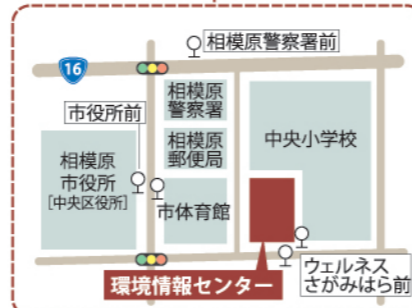 相模原警察署前
16
市役所前
相模原
警察署
相模原
郵便局
中央小学校
相模原
市役所
[中央区役所]
市体育館
環境情報センター
ウェルネス
さがみはら前